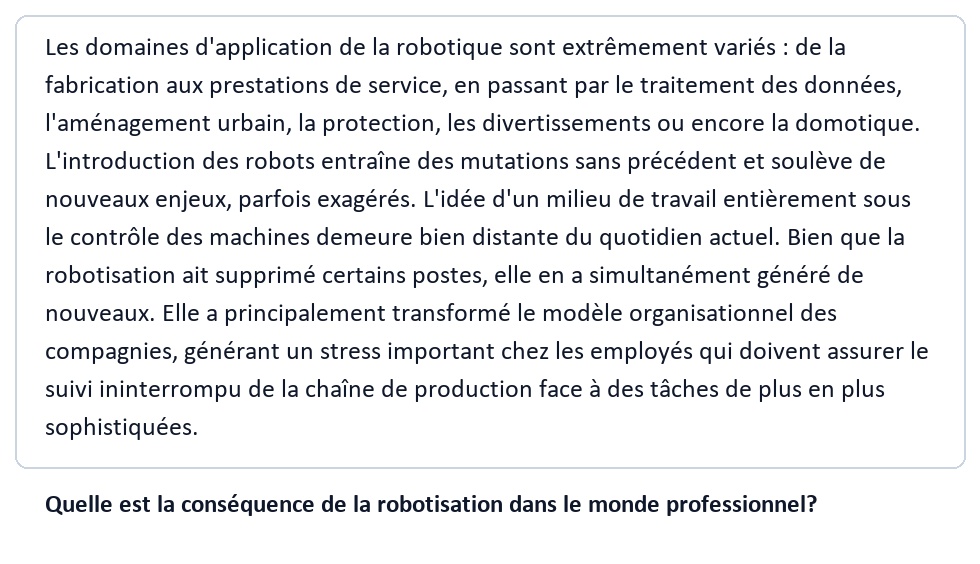 Les domaines d'application de la robotique sont extrêmement variés : de la
fabrication aux prestations de service, en passant par le traitement des données,
l'aménagement urbain, la protection, les divertissements ou encore la domotique.
L'introduction des robots entraîne des mutations sans précédent et soulève de
nouveaux enjeux, parfois exagérés. L'idée d'un milieu de travail entièrement sous
le contrôle des machines demeure bien distante du quotidien actuel. Bien que la
robotisation ait supprimé certains postes, elle en a simultanément généré de
nouveaux. Elle a principalement transformé le modèle organisationnel des
compagnies, générant un stress important chez les employés qui doivent assurer le
suivi ininterrompu de la chaîne de production face à des tâches de plus en plus
sophistiquées.
Quelle est la conséquence de la robotisation dans le monde professionnel?